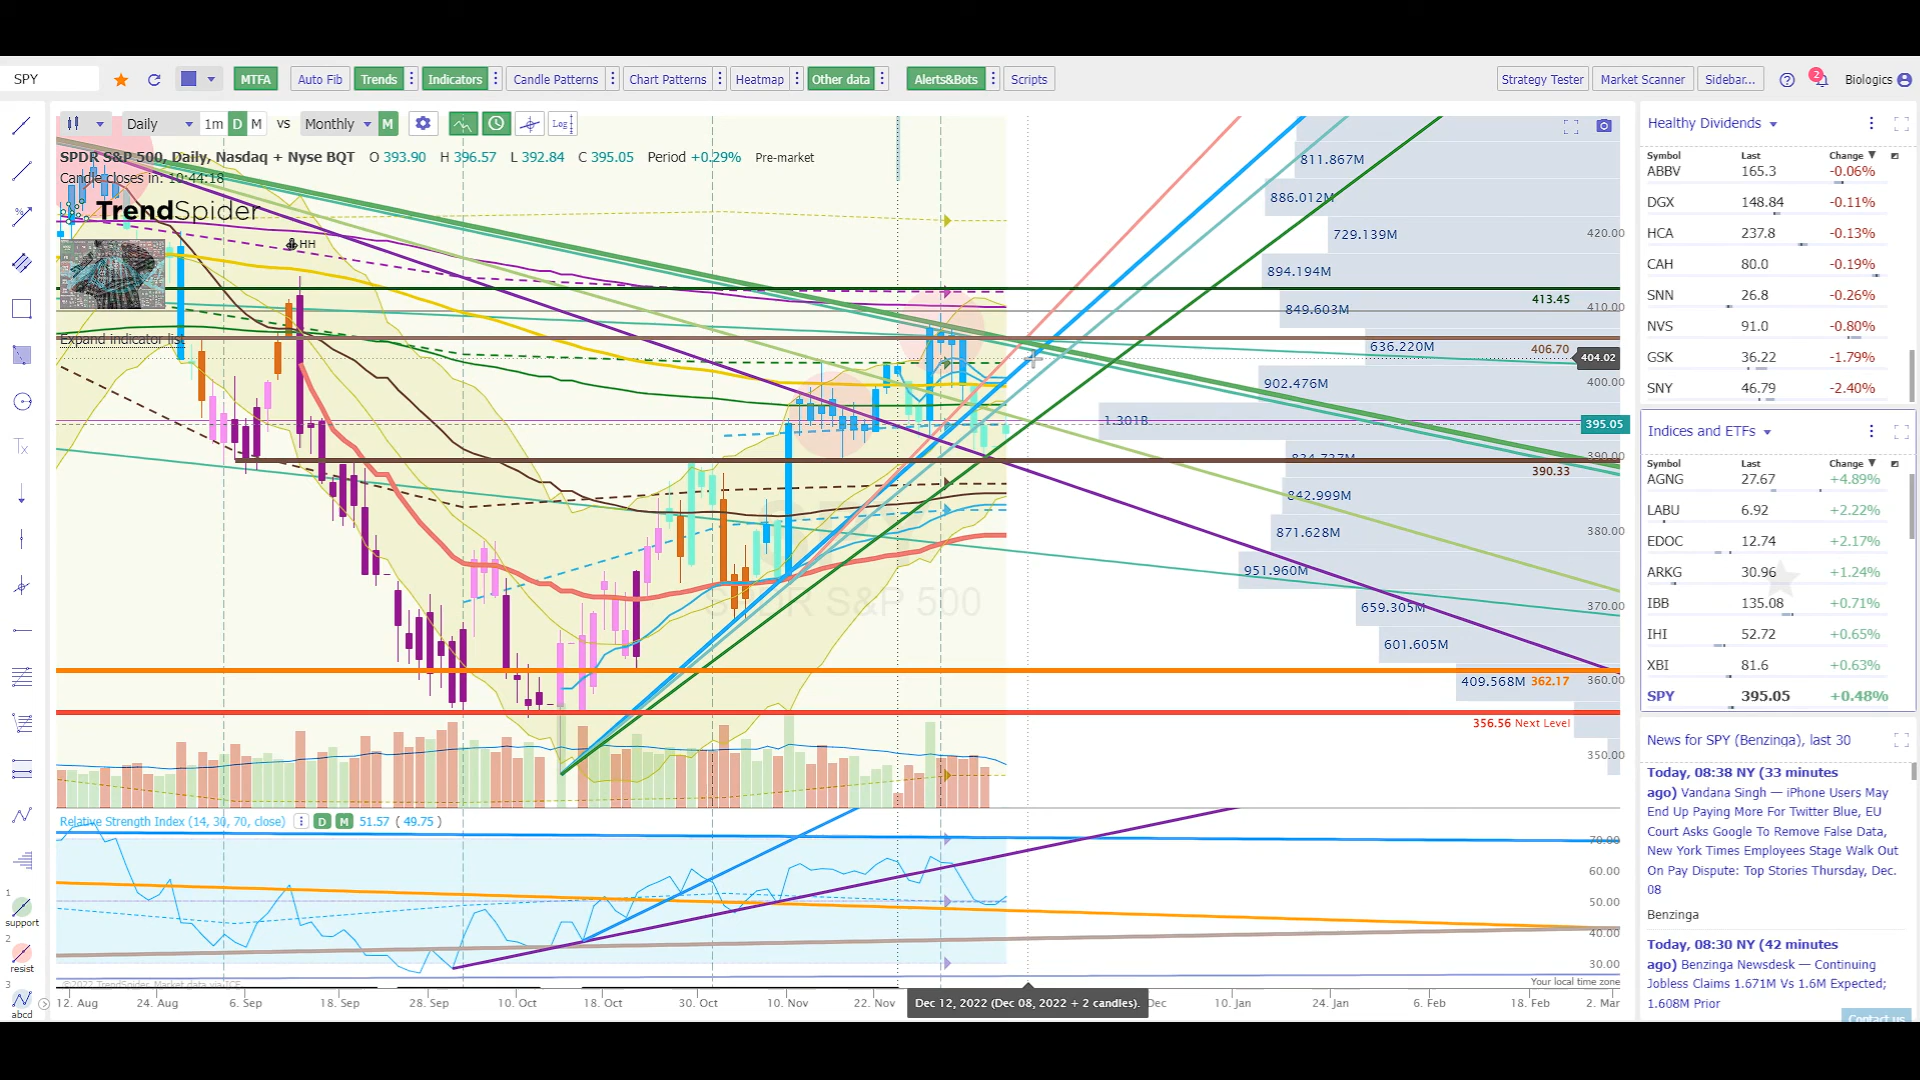 SPY
MTFA
Auto Fib
Trends
Indicators
Candle Patterns
Chart Patterns
Heatmap
Other data
Alerts&Bots
Scripts
Strategy Tester
Market Scanner
Sidebar...
2
Biologics
Daily
1m
D
M
VS
Monthly
M
Log
SPDR S&P 500, Daily, Nasdaq + Nyse BQT O 393.90 H 396.57 L 392.84 C 395.05 Period +0.29% Pre-market
Candle closes in: 10:44:18
TrendSpider
HH
Expand indicator list
SPDR S&P 500
811.867M
886.012M
729.139M
894.194M
849.603M
636.220M
902.476M
1.301B
842.999M
871.628M
951.960M
659.305M
601.605M
409.568M 362.17
420.00
413.45
410.00
406.70
404.02
400.00
395.05
390.00
390.33
380.00
370.00
360.00
356.56 Next Level
350.00
Relative Strength Index (14, 30, 70, close)
D
M
51.57 ( 49.75 )
70.00
60.00
50.00
40.00
30.00
©2022 TrendSpider. Market data via ICE
Your local time zone
12. Aug
24. Aug
6. Sep
18. Sep
28. Sep
10. Oct
18. Oct
30. Oct
10. Nov
22. Nov
Dec 12, 2022 (Dec 08, 2022 + 2 candles).
Dec
10. Jan
24. Jan
6. Feb
18. Feb
2. Mar
Tx
1
support
2
resist
3
abcd
Healthy Dividends
Symbol Last Change
ABBV 165.3 -0.06%
DGX 148.84 -0.11%
HCA 237.8 -0.13%
CAH 80.0 -0.19%
SNN 26.8 -0.26%
NVS 91.0 -0.80%
GSK 36.22 -1.79%
SNY 46.79 -2.40%
Indices and ETFs
Symbol Last Change
AGNG 27.67 +4.89%
LABU 6.92 +2.22%
EDOC 12.74 +2.17%
ARKG 30.96 +1.24%
IBB 135.08 +0.71%
IHI 52.72 +0.65%
XBI 81.6 +0.63%
SPY 395.05 +0.48%
News for SPY (Benzinga), last 30
Today, 08:38 NY (33 minutes
ago) Vandana Singh — iPhone Users May
End Up Paying More For Twitter Blue, EU
Court Asks Google To Remove False Data,
New York Times Employees Stage Walk Out
On Pay Dispute: Top Stories Thursday, Dec.
08
Benzinga
Today, 08:30 NY (42 minutes
ago) Benzinga Newsdesk — Continuing
Jobless Claims 1.671M Vs 1.6M Expected;
1.608M Prior
Contact us